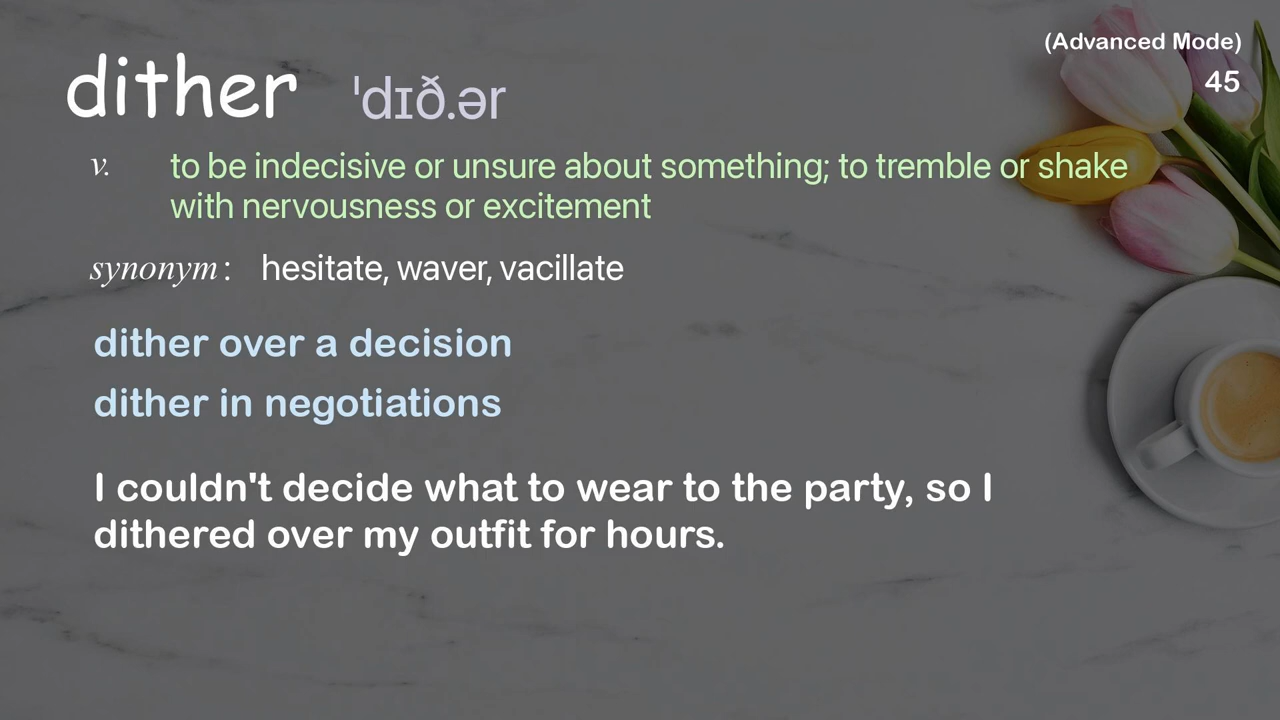 (Advanced Mode)
45
dither ˈdɪð.ər
v. to be indecisive or unsure about something; to tremble or shake
with nervousness or excitement
synonym: hesitate, waver, vacillate
dither over a decision
dither in negotiations
I couldn't decide what to wear to the party, so I
dithered over my outfit for hours.